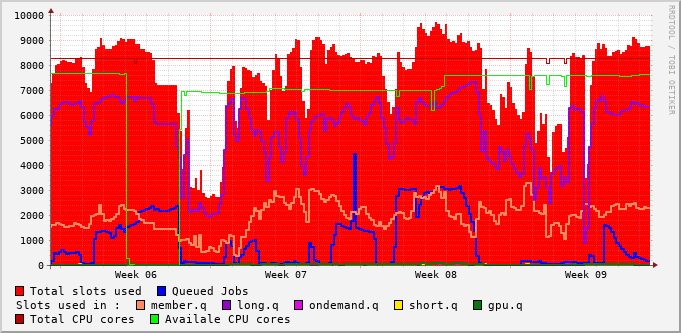 10000
9000
8000
7000
6000
5000
4000
3000
2000
1000
0
Week 06 Week 07 Week 08 Week 09
RRDTOOL / TOBI OETIKER
Total slots used Queued Jobs
Slots used in : member.q long.q ondemand.q short.q gpu.q
Total CPU cores Availale CPU cores